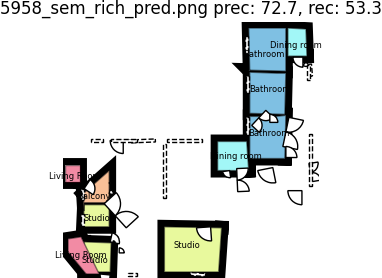 5958_sem_rich_pred.png prec: 72.7, rec: 53.3
Dining room
Bathroom
Bathroom
Bathroom
Dining room
Living Room
Balcony
Studio
Living Room
Studio
Studio